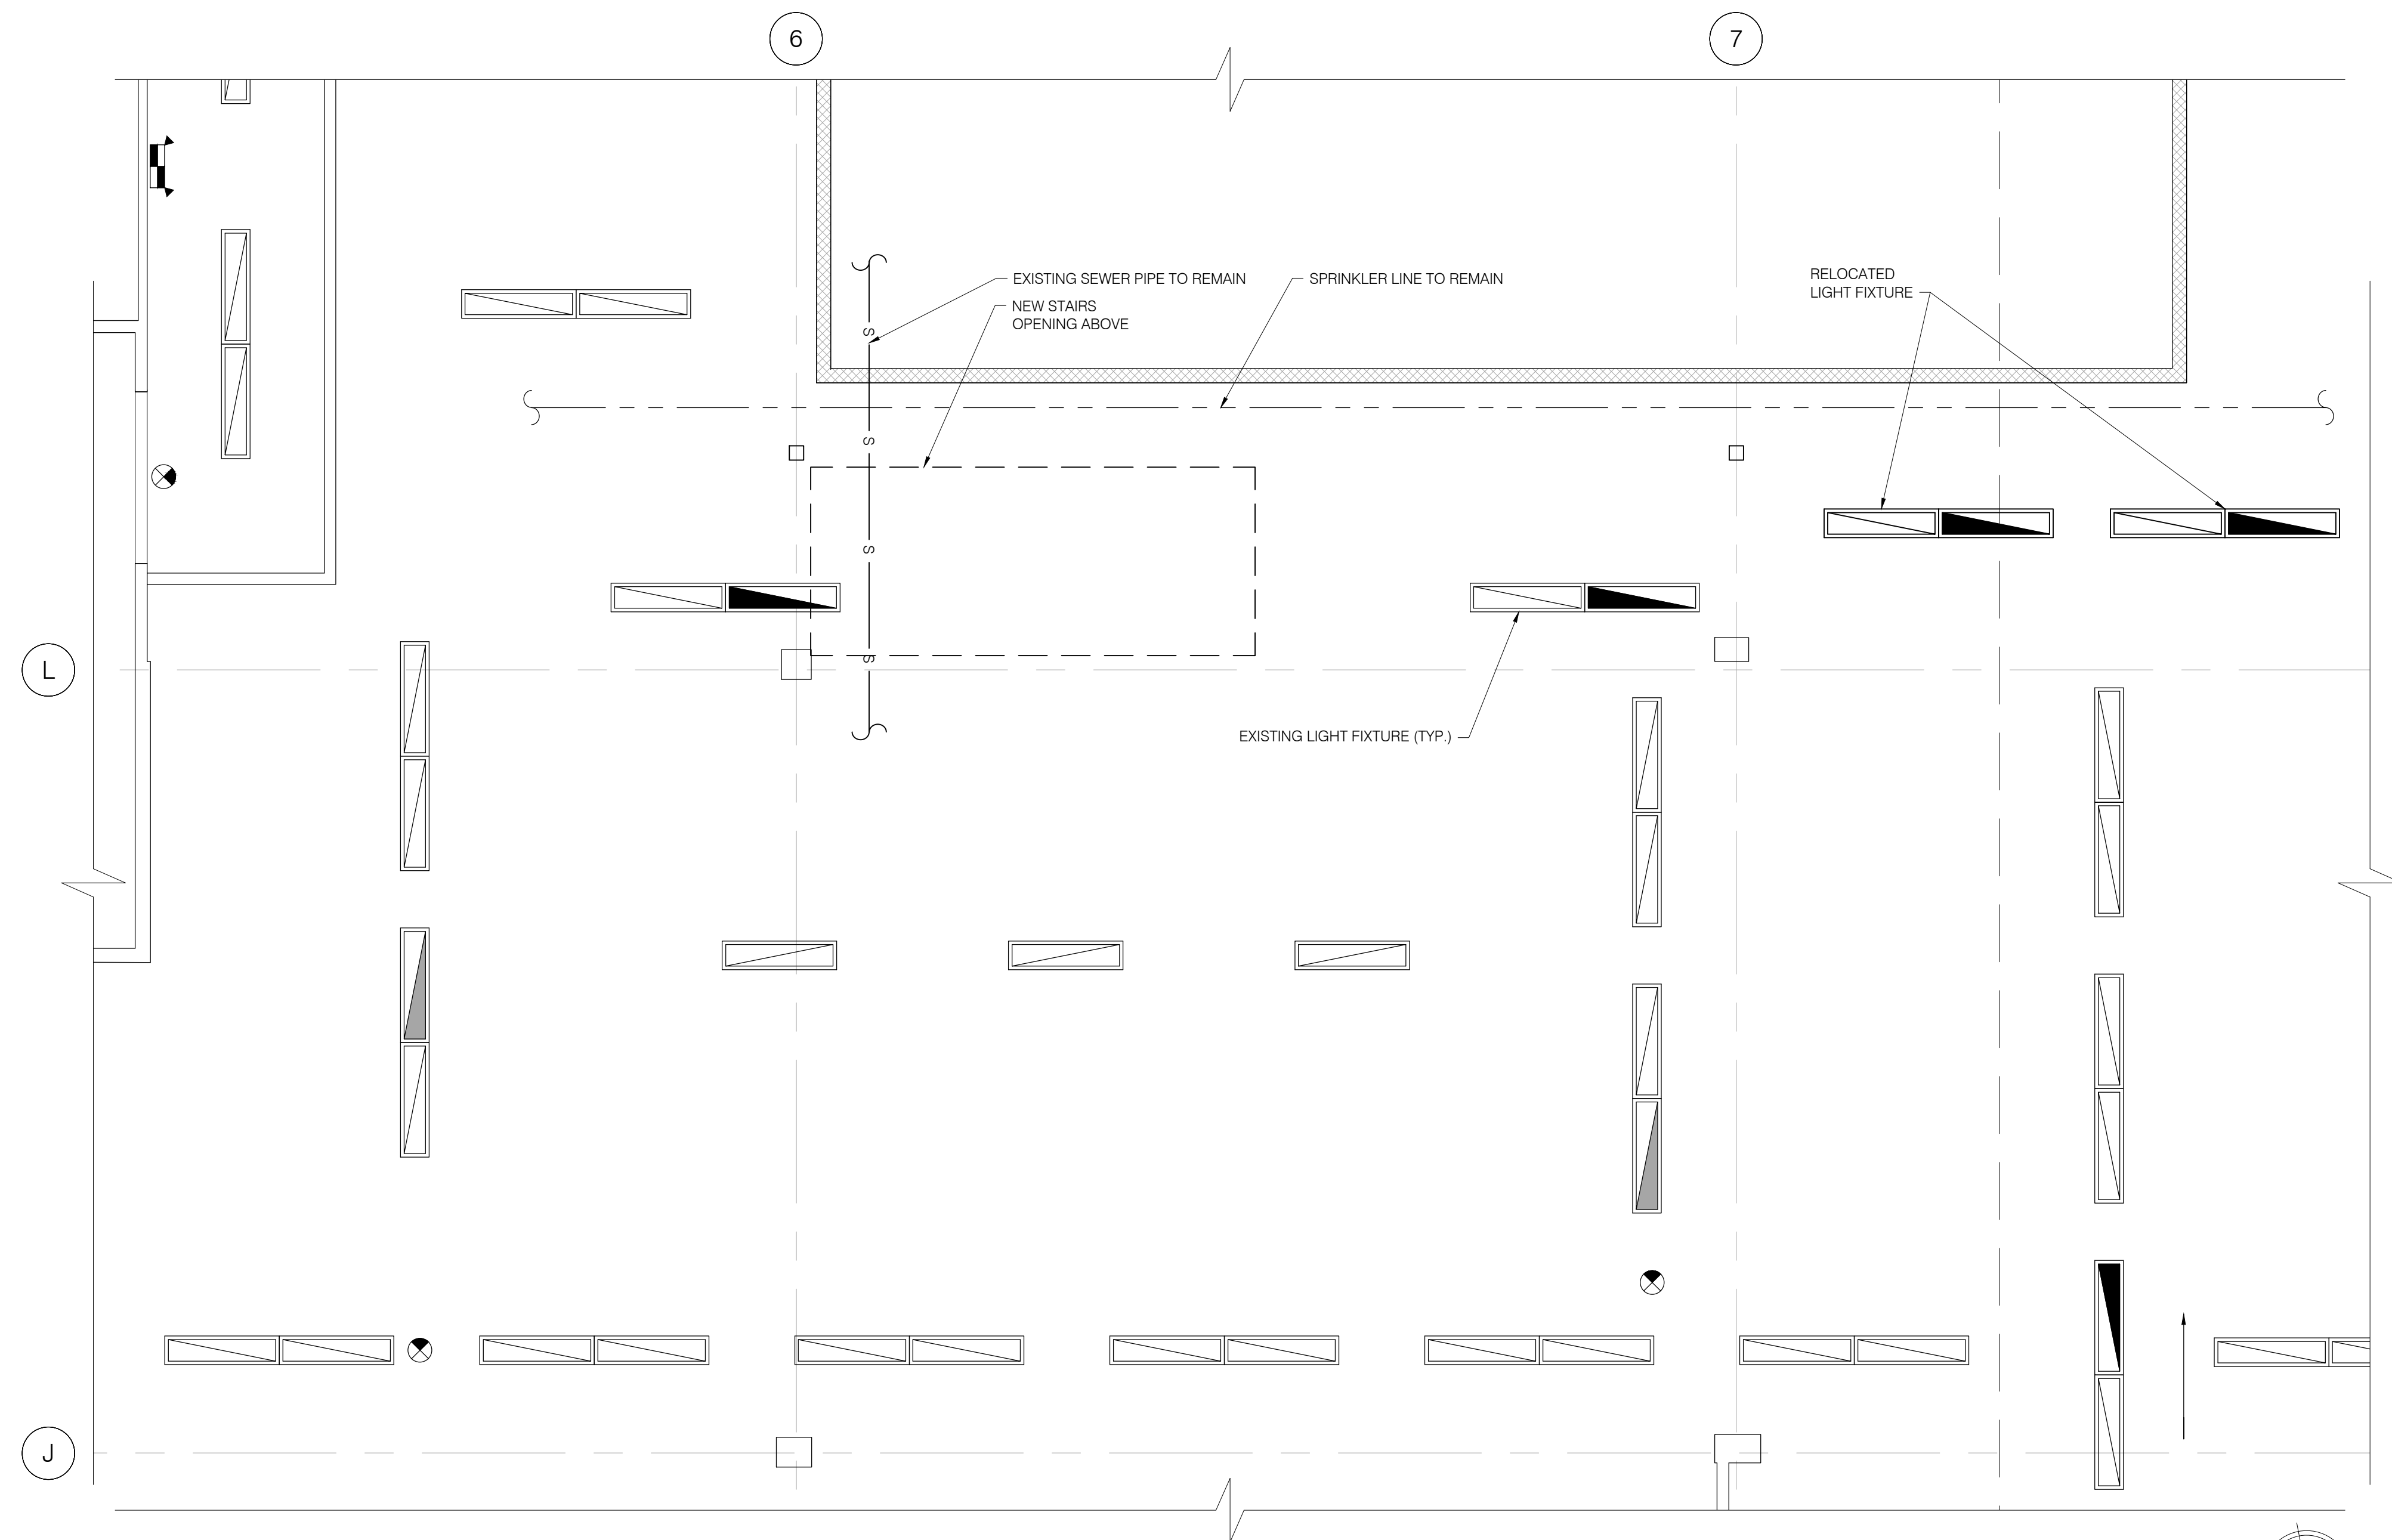 6
7
EXISTING SEWER PIPE TO REMAIN
SPRINKLER LINE TO REMAIN
RELOCATED
LIGHT FIXTURE
NEW STAIRS
OPENING ABOVE
S
S
S
S
L
EXISTING LIGHT FIXTURE (TYP.)
J